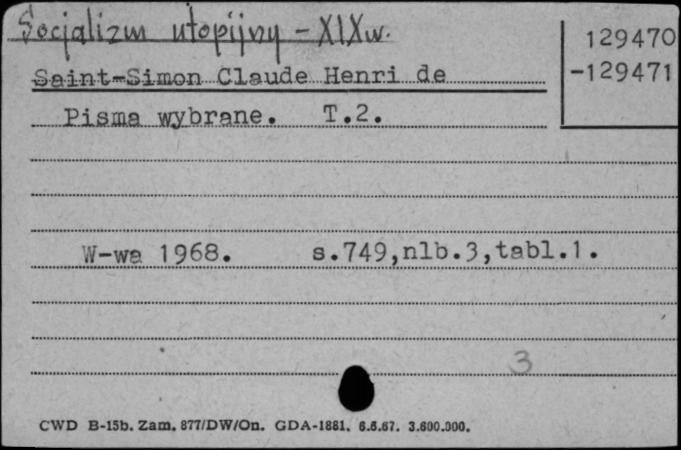 Socjalizm utopijny - XIXw.
129470
Saint-Simon Claude Henri de
-129471
Pisma wybrane. T.2.
W-wa 1968. s.749,nlb.3,tabl.1.
3
CWD B-15b. Zam. 877/DW/On. GDA-1881. 6.6.67. 3.600.000.